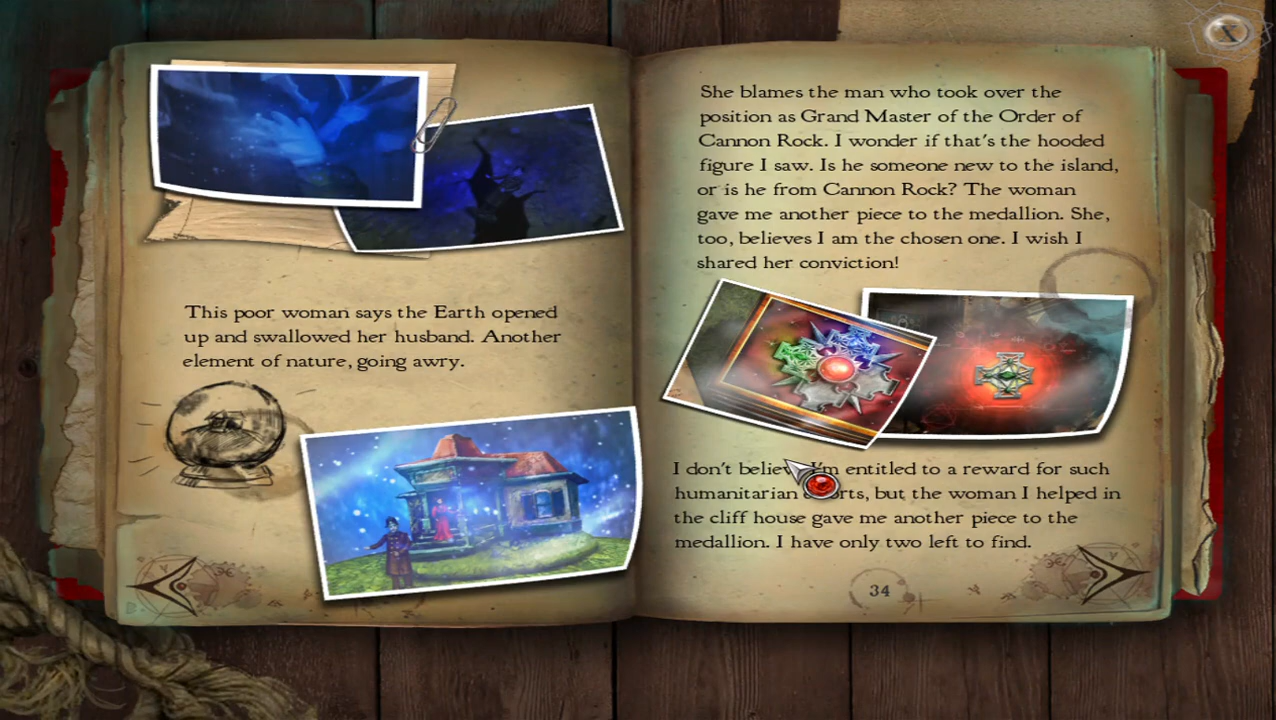 This poor woman says the Earth opened
up and swallowed her husband. Another
element of nature, going awry.
She blames the man who took over the
position as Grand Master of the Order of
Cannon Rock. I wonder if that's the hooded
figure I saw. Is he someone new to the island,
or is he from Cannon Rock? The woman
gave me another piece to the medallion. She,
too, believes I am the chosen one. I wish I
shared her conviction!
I don't I'm entitled to a reward for such
humanitarian but the woman I helped in
the cliff house gave me another piece to the
medallion. I have only two left to find.
34
X